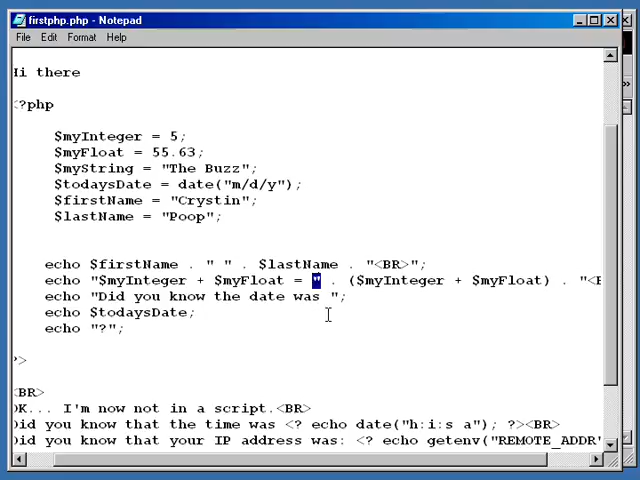 firstphp.php - Notepad
File Edit Format Help
Hi there
<?php
$myInteger = 5;
$myFloat = 55.63;
$myString = "The Buzz";
$todaysDate = date("m/d/y");
$firstName = "Crystin";
$lastName = "Poop";
echo $firstName . " " . $lastName . "<BR>";
echo "$myInteger + $myFloat = " . ($myInteger + $myFloat) . "<B
echo "Did you know the date was ";
echo $todaysDate;
echo "?";
?>
<BR>
OK... I'm now not in a script.<BR>
Did you know that the time was <? echo date("h:i:s a"); ?><BR>
Did you know that your IP address was: <? echo getenv("REMOTE_ADDR"